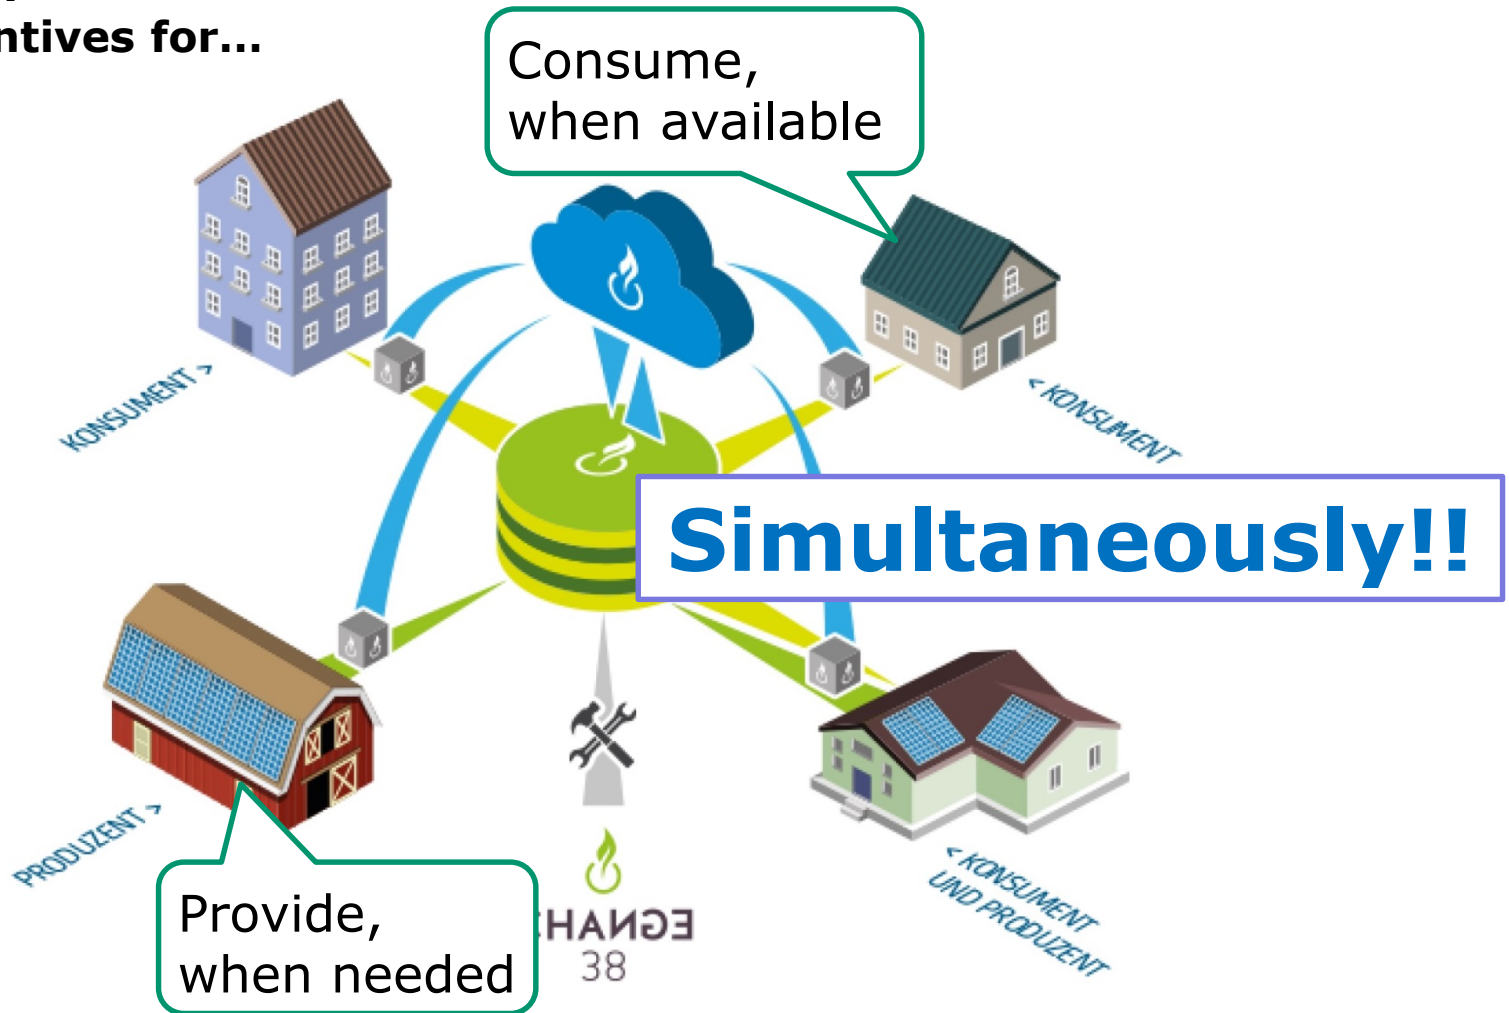 ntives for...
Consume,
when available
KONSUMENT >
< KONSUMENT
Simultaneously!!
PRODUZENT >
< KONSUMENT
UND PRODUZENT
Provide,
when needed
HANGE
38